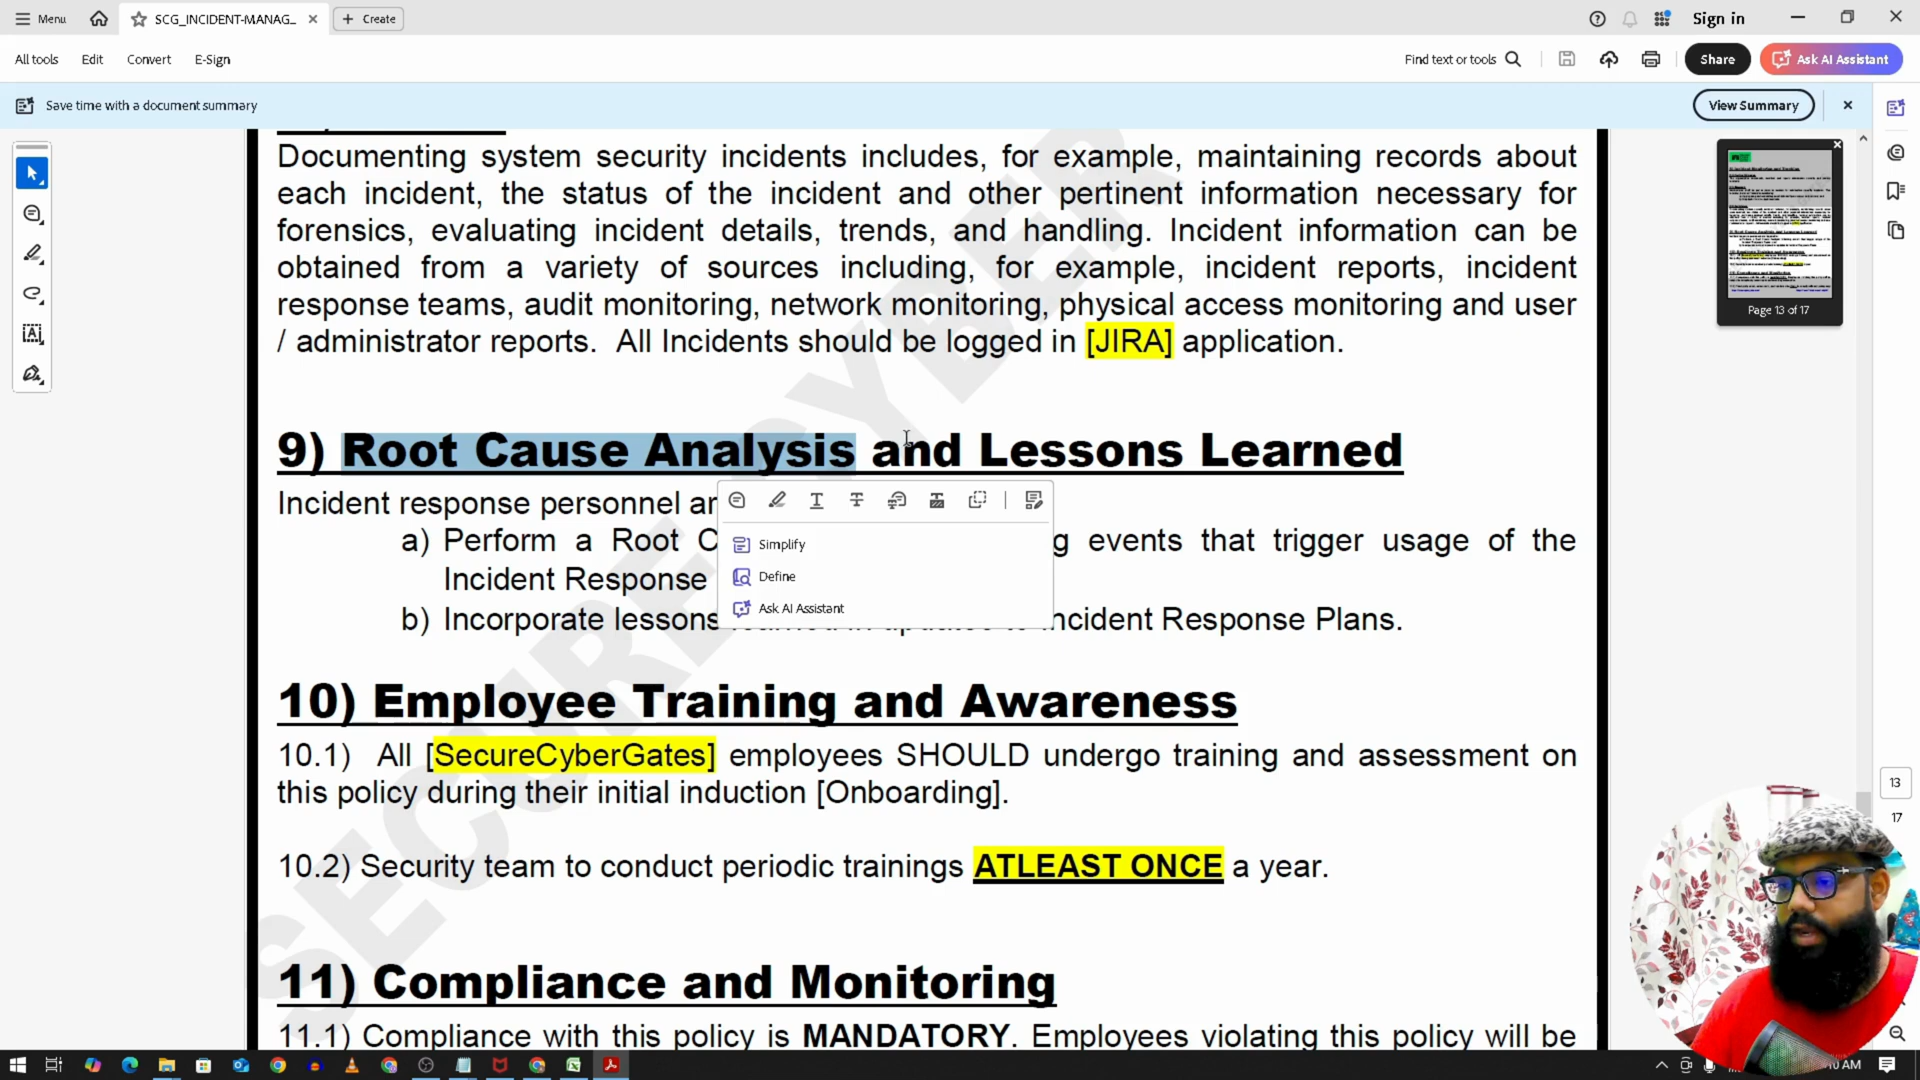 Menu
SCG_INCIDENT-MANAG...
Create
Sign in
All tools
Edit
Convert
E-Sign
Find text or tools
Share
Ask AI Assistant
Save time with a document summary
View Summary
Documenting system security incidents includes, for example, maintaining records about
each incident, the status of the incident and other pertinent information necessary for
forensics, evaluating incident details, trends, and handling. Incident information can be
obtained from a variety of sources including, for example, incident reports, incident
response teams, audit monitoring, network monitoring, physical access monitoring and user
/ administrator reports. All Incidents should be logged in [JIRA] application.
9) Root Cause Analysis and Lessons Learned
Incident response personnel ar
a) Perform a Root C g events that trigger usage of the
Incident Response
b) Incorporate lessons ncident Response Plans.
Simplify
Define
Ask AI Assistant
10) Employee Training and Awareness
10.1) All [SecureCyberGates] employees SHOULD undergo training and assessment on
this policy during their initial induction [Onboarding].
10.2) Security team to conduct periodic trainings ATLEAST ONCE a year.
11) Compliance and Monitoring
11.1) Compliance with this policy is MANDATORY. Employees violating this policy will be
SECURECYBER
Page 13 of 17
13
17
10 AM